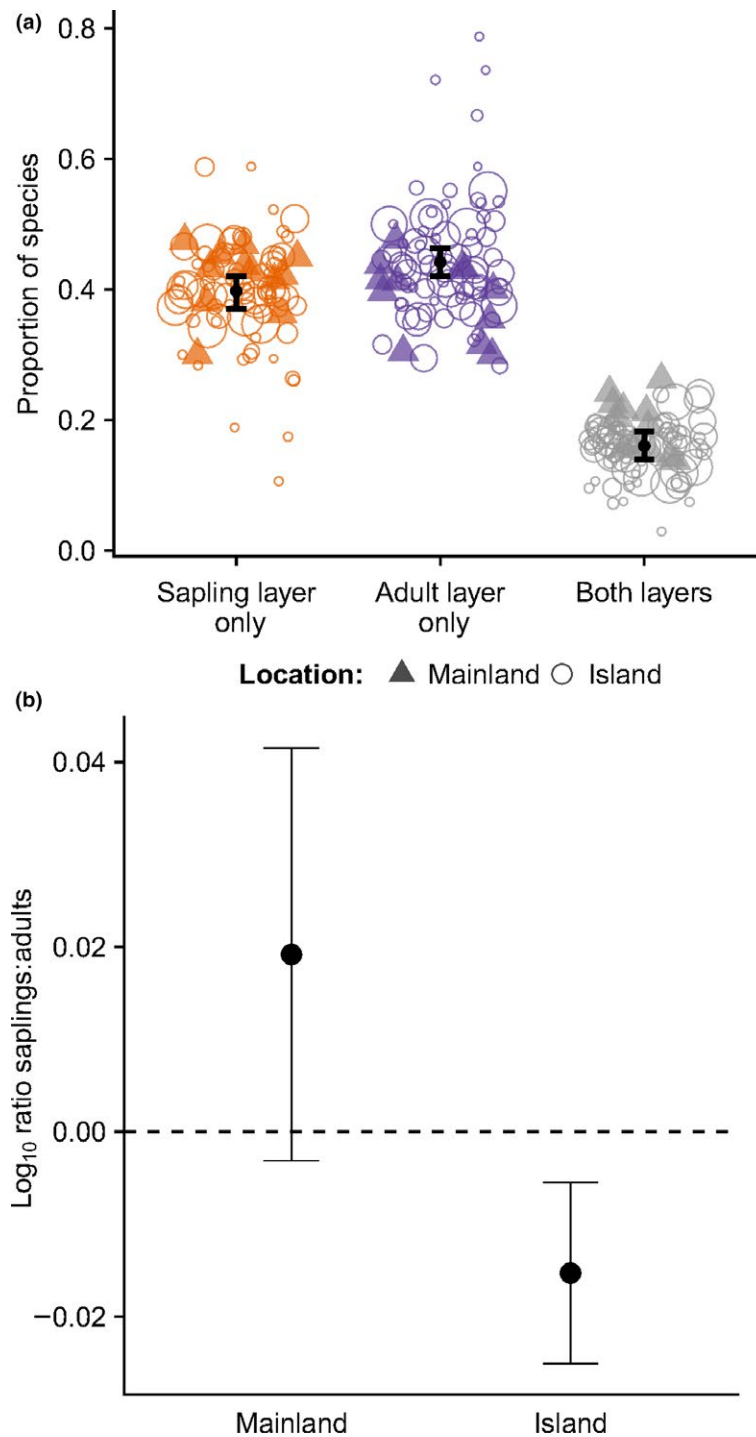 (a)
0.8
0.6
0.4
0.2
0.0
Proportion of species
Sapling layer
only
Adult layer
only
Both layers
Location: Mainland Island
(b)
0.04
0.02
0.00
−0.02
Log₁₀ ratio saplings:adults
Mainland
Island